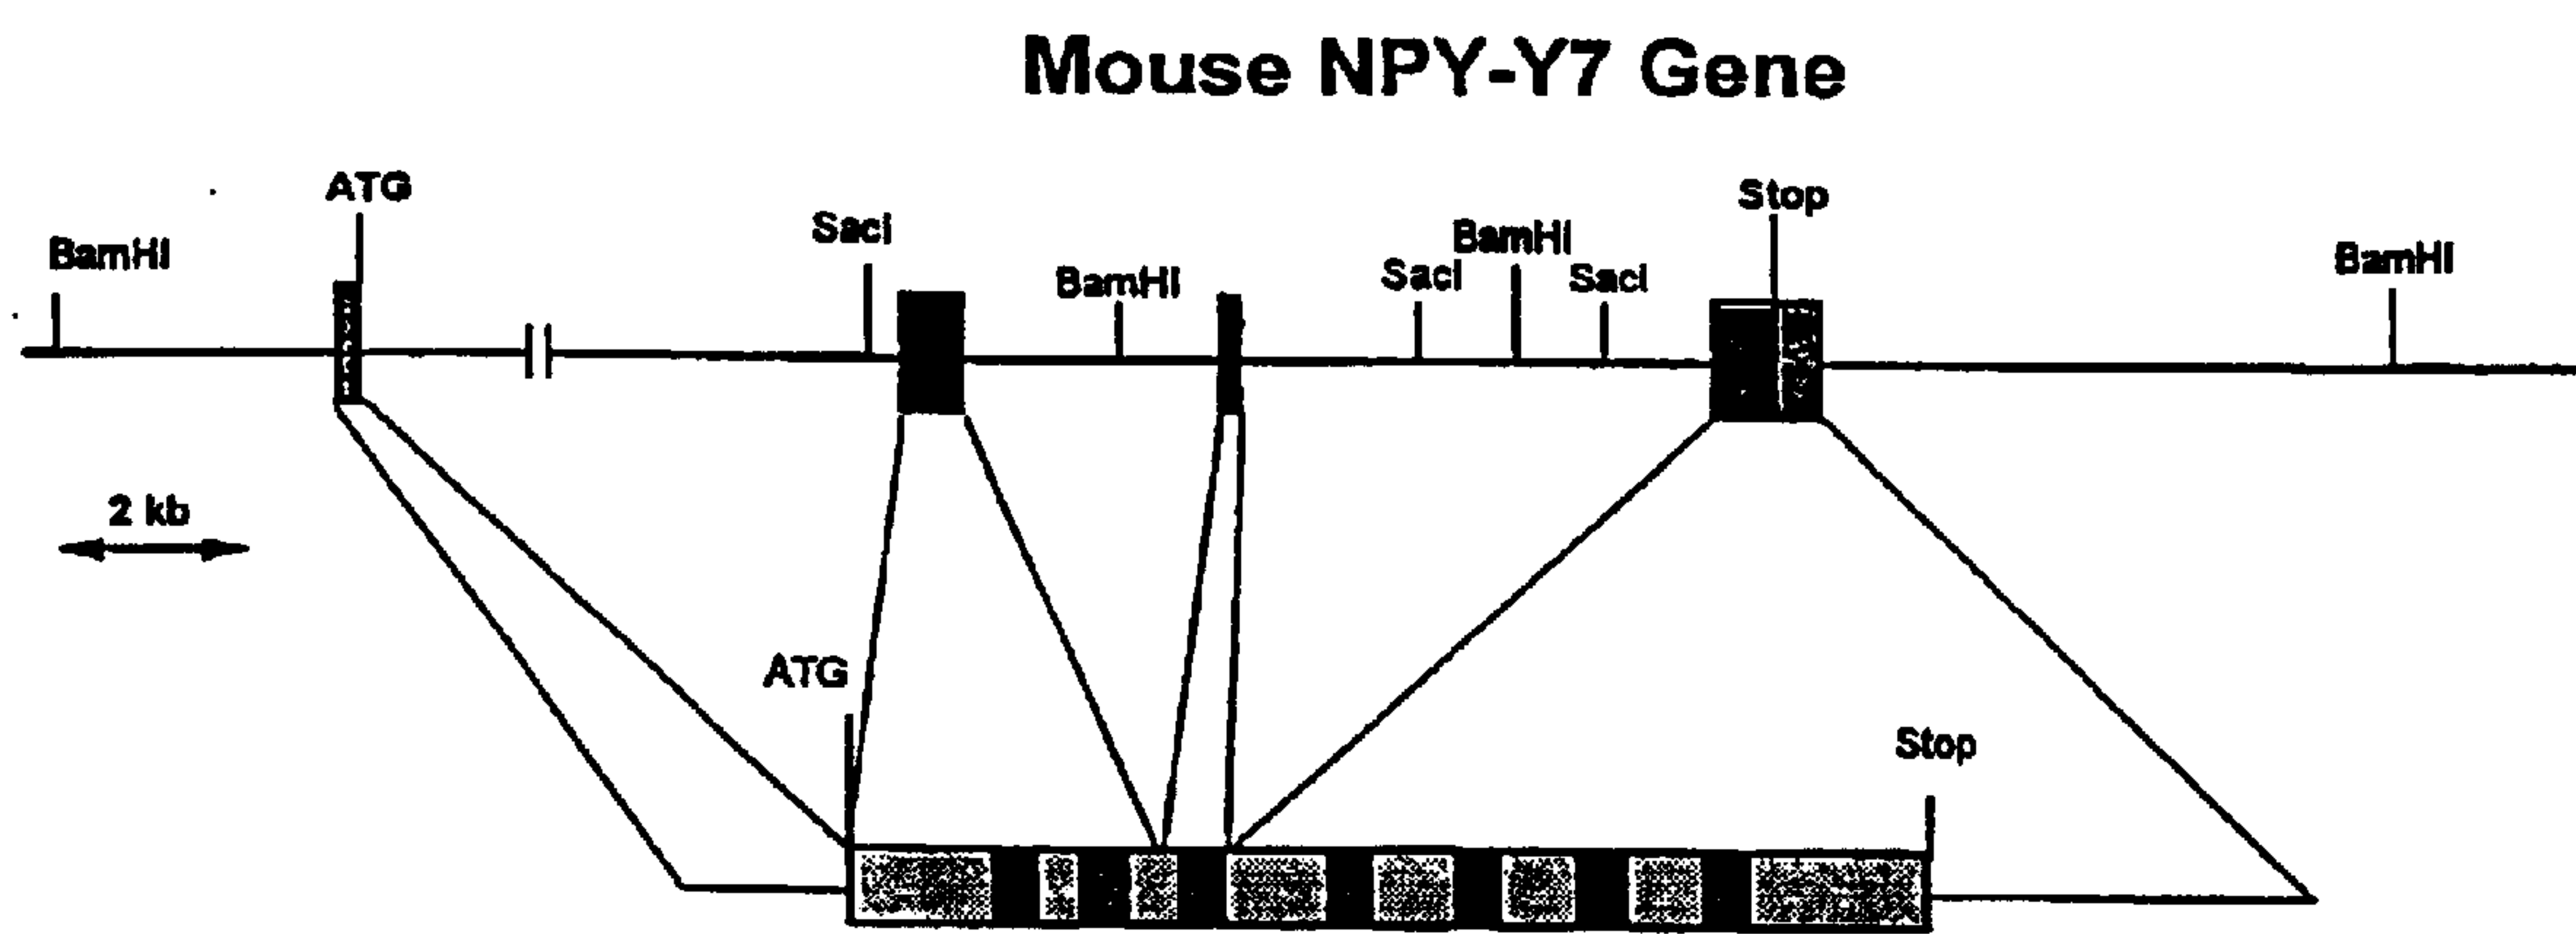 Mouse NPY-Y7 Gene
ATG
Stop
SacI
BamHI
BamHI
BamHI
BamHI
SacI
SacI
2 kb
ATG
Stop